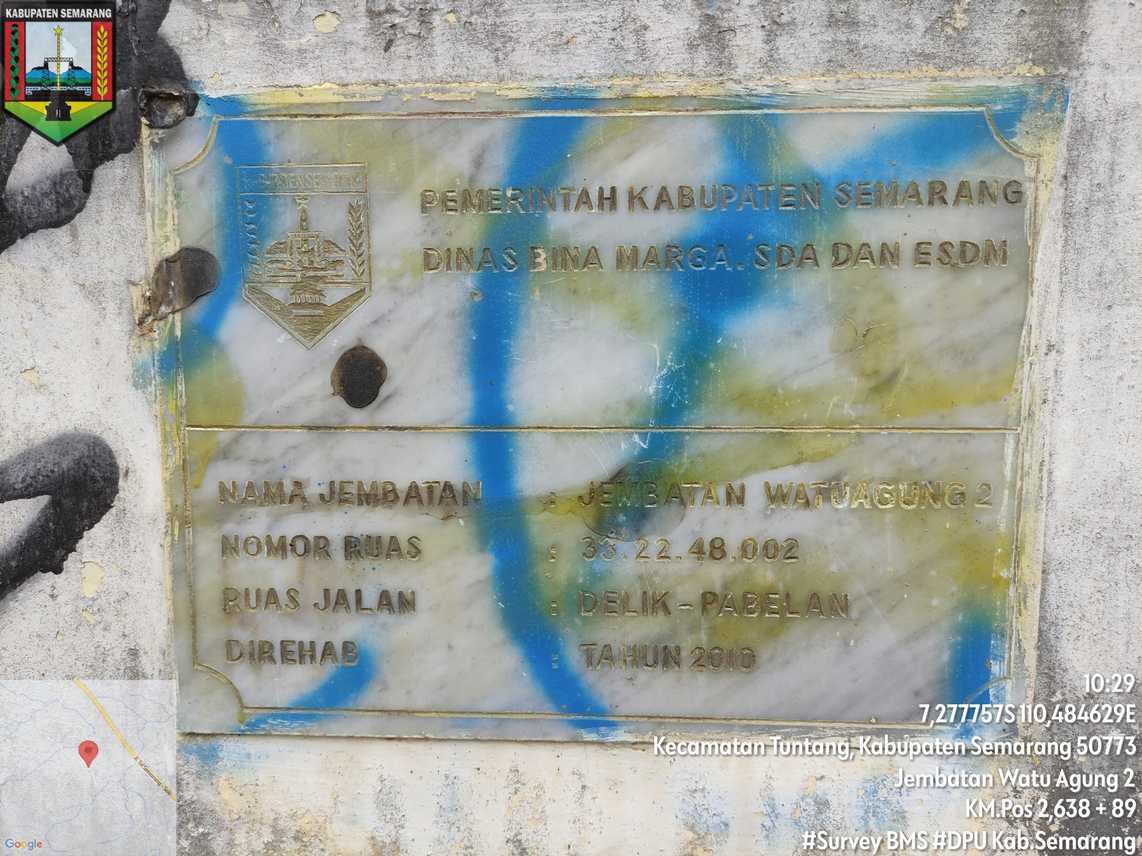 KABUPATEN SEMARANG
PEMERINTAH KABUPATEN SEMARANG
DINAS BINA MARGA. SDA DAN ESDM
NAMA JEMBATAN : JEMBATAN WATUAGUNG 2
NOMOR RUAS : 33.22.48.002
RUAS JALAN : DELIK-PABELAN
DIREHAB : TAHUN 2010
10:29
7,277757S 110,484629E
Kecamatan Tuntang, Kabupaten Semarang 50773
Jembatan Watu Agung 2
KM.Pos 2,638 + 89
#Survey BMS #DPU Kab.Semarang
Google